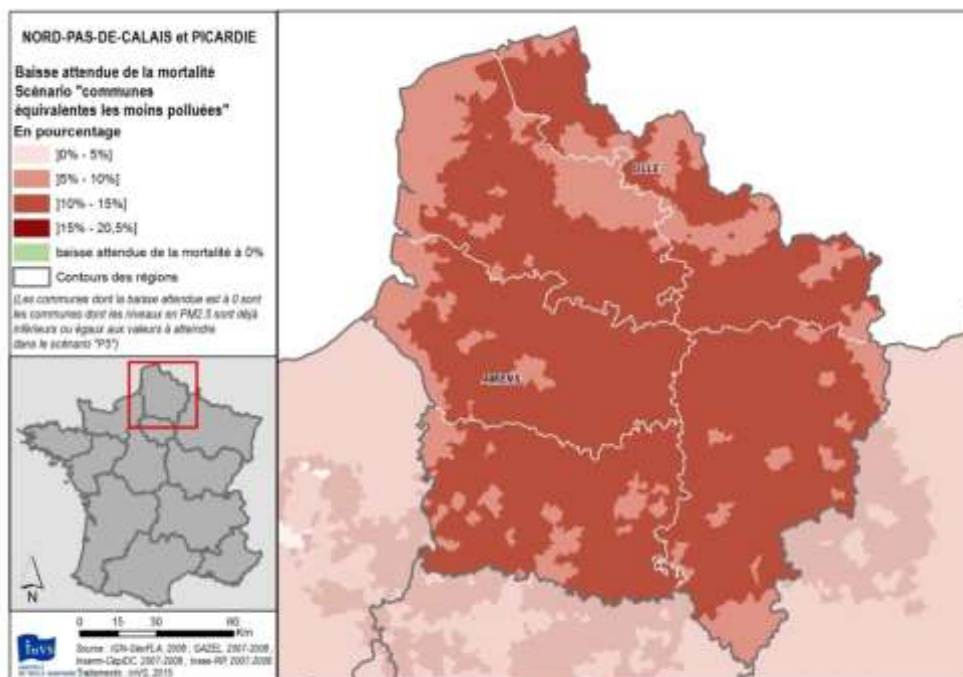 NORD-PAS-DE-CALAIS et PICARDIE
Baisse attendue de la mortalité
Scénario "communes
équivalentes les moins polluées"
En pourcentage
]0% - 5%]
]5% - 10%]
]10% - 15%]
]15% - 20,5%]
baisse attendue de la mortalité à 0%
Contours des régions
(Les communes dont la baisse attendue est à 0 sont
les communes dont les niveaux en PM2.5 sont déjà
inférieurs ou égaux aux valeurs à atteindre
dans le scénario "P5")
LILLE
AMIENS
N
0 15 30 60
Km
Source : IGN-GéoFLA, 2008 ; GAZEL, 2007-2008 ;
Inserm-CépiDC, 2007-2008 ; Insee-RP, 2007-2008
Traitements : InVS, 2015
InVS